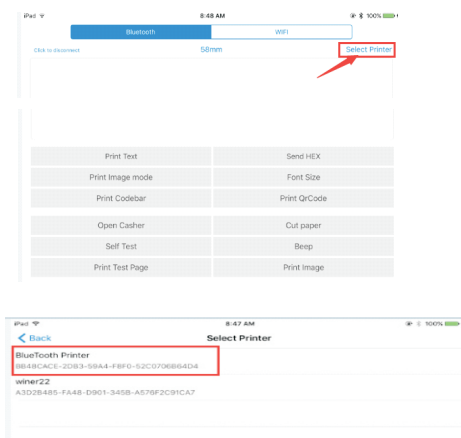 iPad 8:48 AM 100%
Bluetooth WIFI
Click to disconnect 58mm Select Printer
Print Text Send HEX
Print Image mode Font Size
Print Codebar Print QrCode
Open Casher Cut paper
Self Test Beep
Print Test Page Print Image
iPad 8:47 AM 100%
Back Select Printer
BlueTooth Printer
BB48CACE-2DB3-59A4-FBF0-52C0706B64D4
winer22
A3D2B485-FA48-D901-345B-A576F2C91CA7